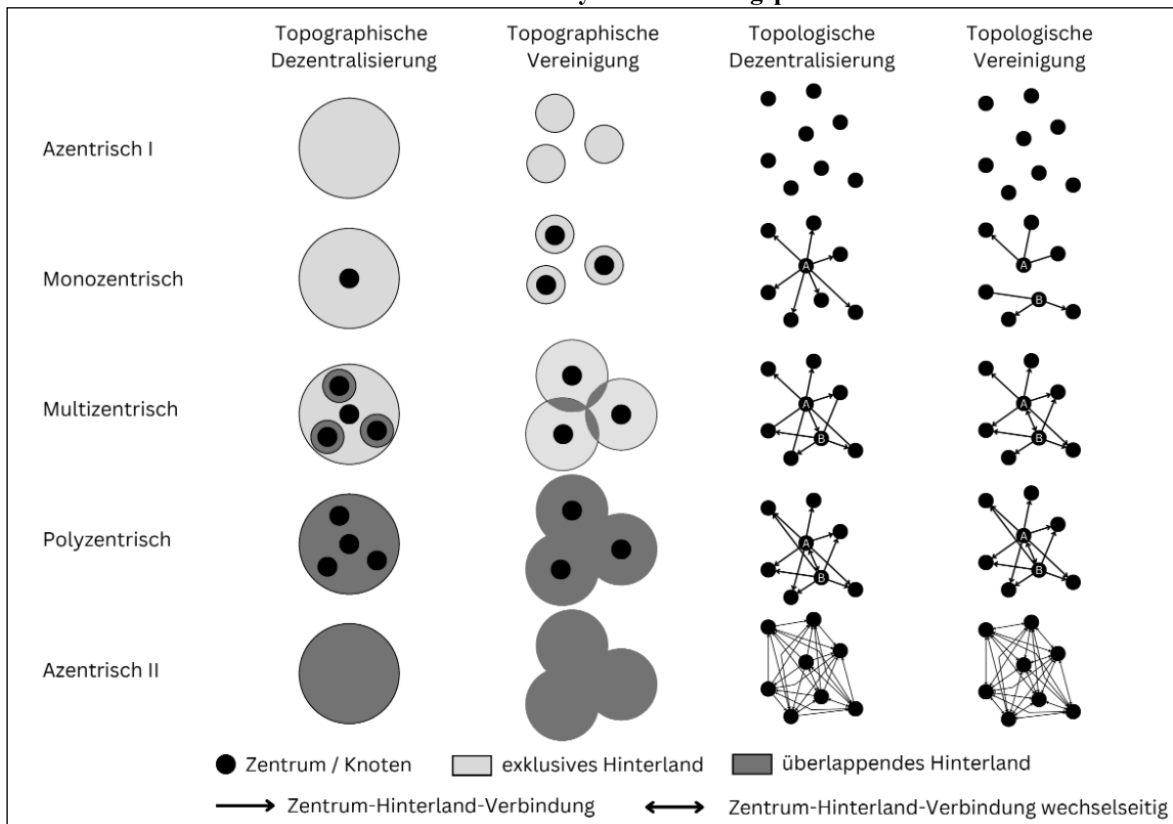 Topographische Dezentralisierung
Topographische Vereinigung
Topologische Dezentralisierung
Topologische Vereinigung
Azentrisch I
Monozentrisch
A
A
B
Multizentrisch
A
B
A
B
Polyzentrisch
A
B
A
B
Azentrisch II
Zentrum / Knoten
exklusives Hinterland
überlappendes Hinterland
Zentrum-Hinterland-Verbindung
Zentrum-Hinterland-Verbindung wechselseitig